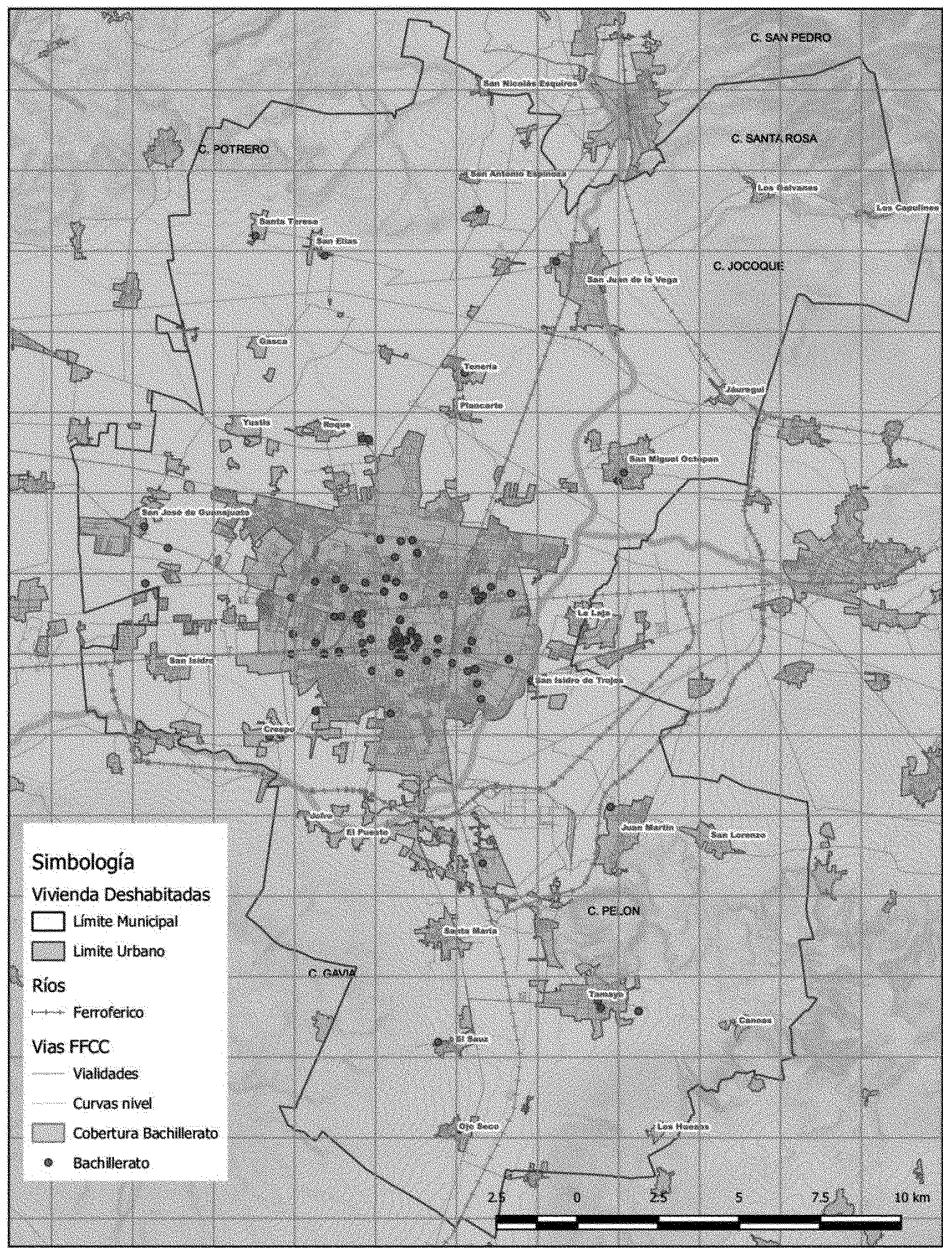 C. SAN PEDRO
San Nicolás Esquiros
C. SANTA ROSA
C. POTRERO
San Antonio Espinoza
Los Galvanes
Los Capulines
Santa Teresa
San Elías
C. JOCOQUE
San Juan de la Vega
Gasca
Tenería
Jáuregui
Plancarte
Yustis
Roque
San Miguel Octopan
San José de Guanajuato
La Laja
San Isidro
San Isidro de Trojes
Crespo
Jofre
El Puesto
Juan Martín
San Lorenzo
C. PELON
Santa María
C. GAVIA
Tamayo
Canoas
El Sauz
Ojo Seco
Los Huesos
Simbología
Vivienda Deshabitadas
Límite Municipal
Limite Urbano
Ríos
Ferroferico
Vias FFCC
Vialidades
Curvas nivel
Cobertura Bachillerato
Bachillerato
2.5 0 2.5 5 7.5 10 km